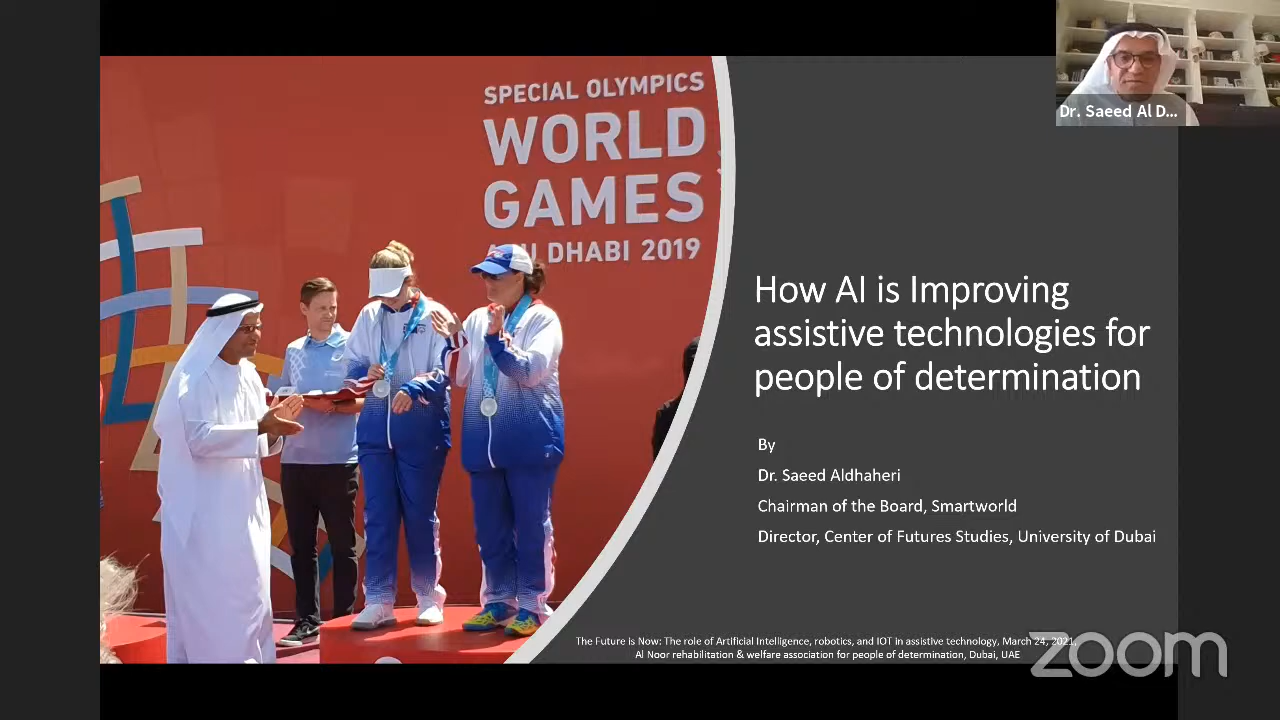 SPECIAL OLYMPICS
WORLD
GAMES
ABU DHABI 2019
Dr. Saeed Al D...
How AI is Improving
assistive technologies for
people of determination
By
Dr. Saeed Aldhaheri
Chairman of the Board, Smartworld
Director, Center of Futures Studies, University of Dubai
The Future is Now: The role of Artificial Intelligence, robotics, and IOT in assistive technology, March 24, 2021,
Al Noor rehabilitation & welfare association for people of determination, Dubai, UAE
zoom